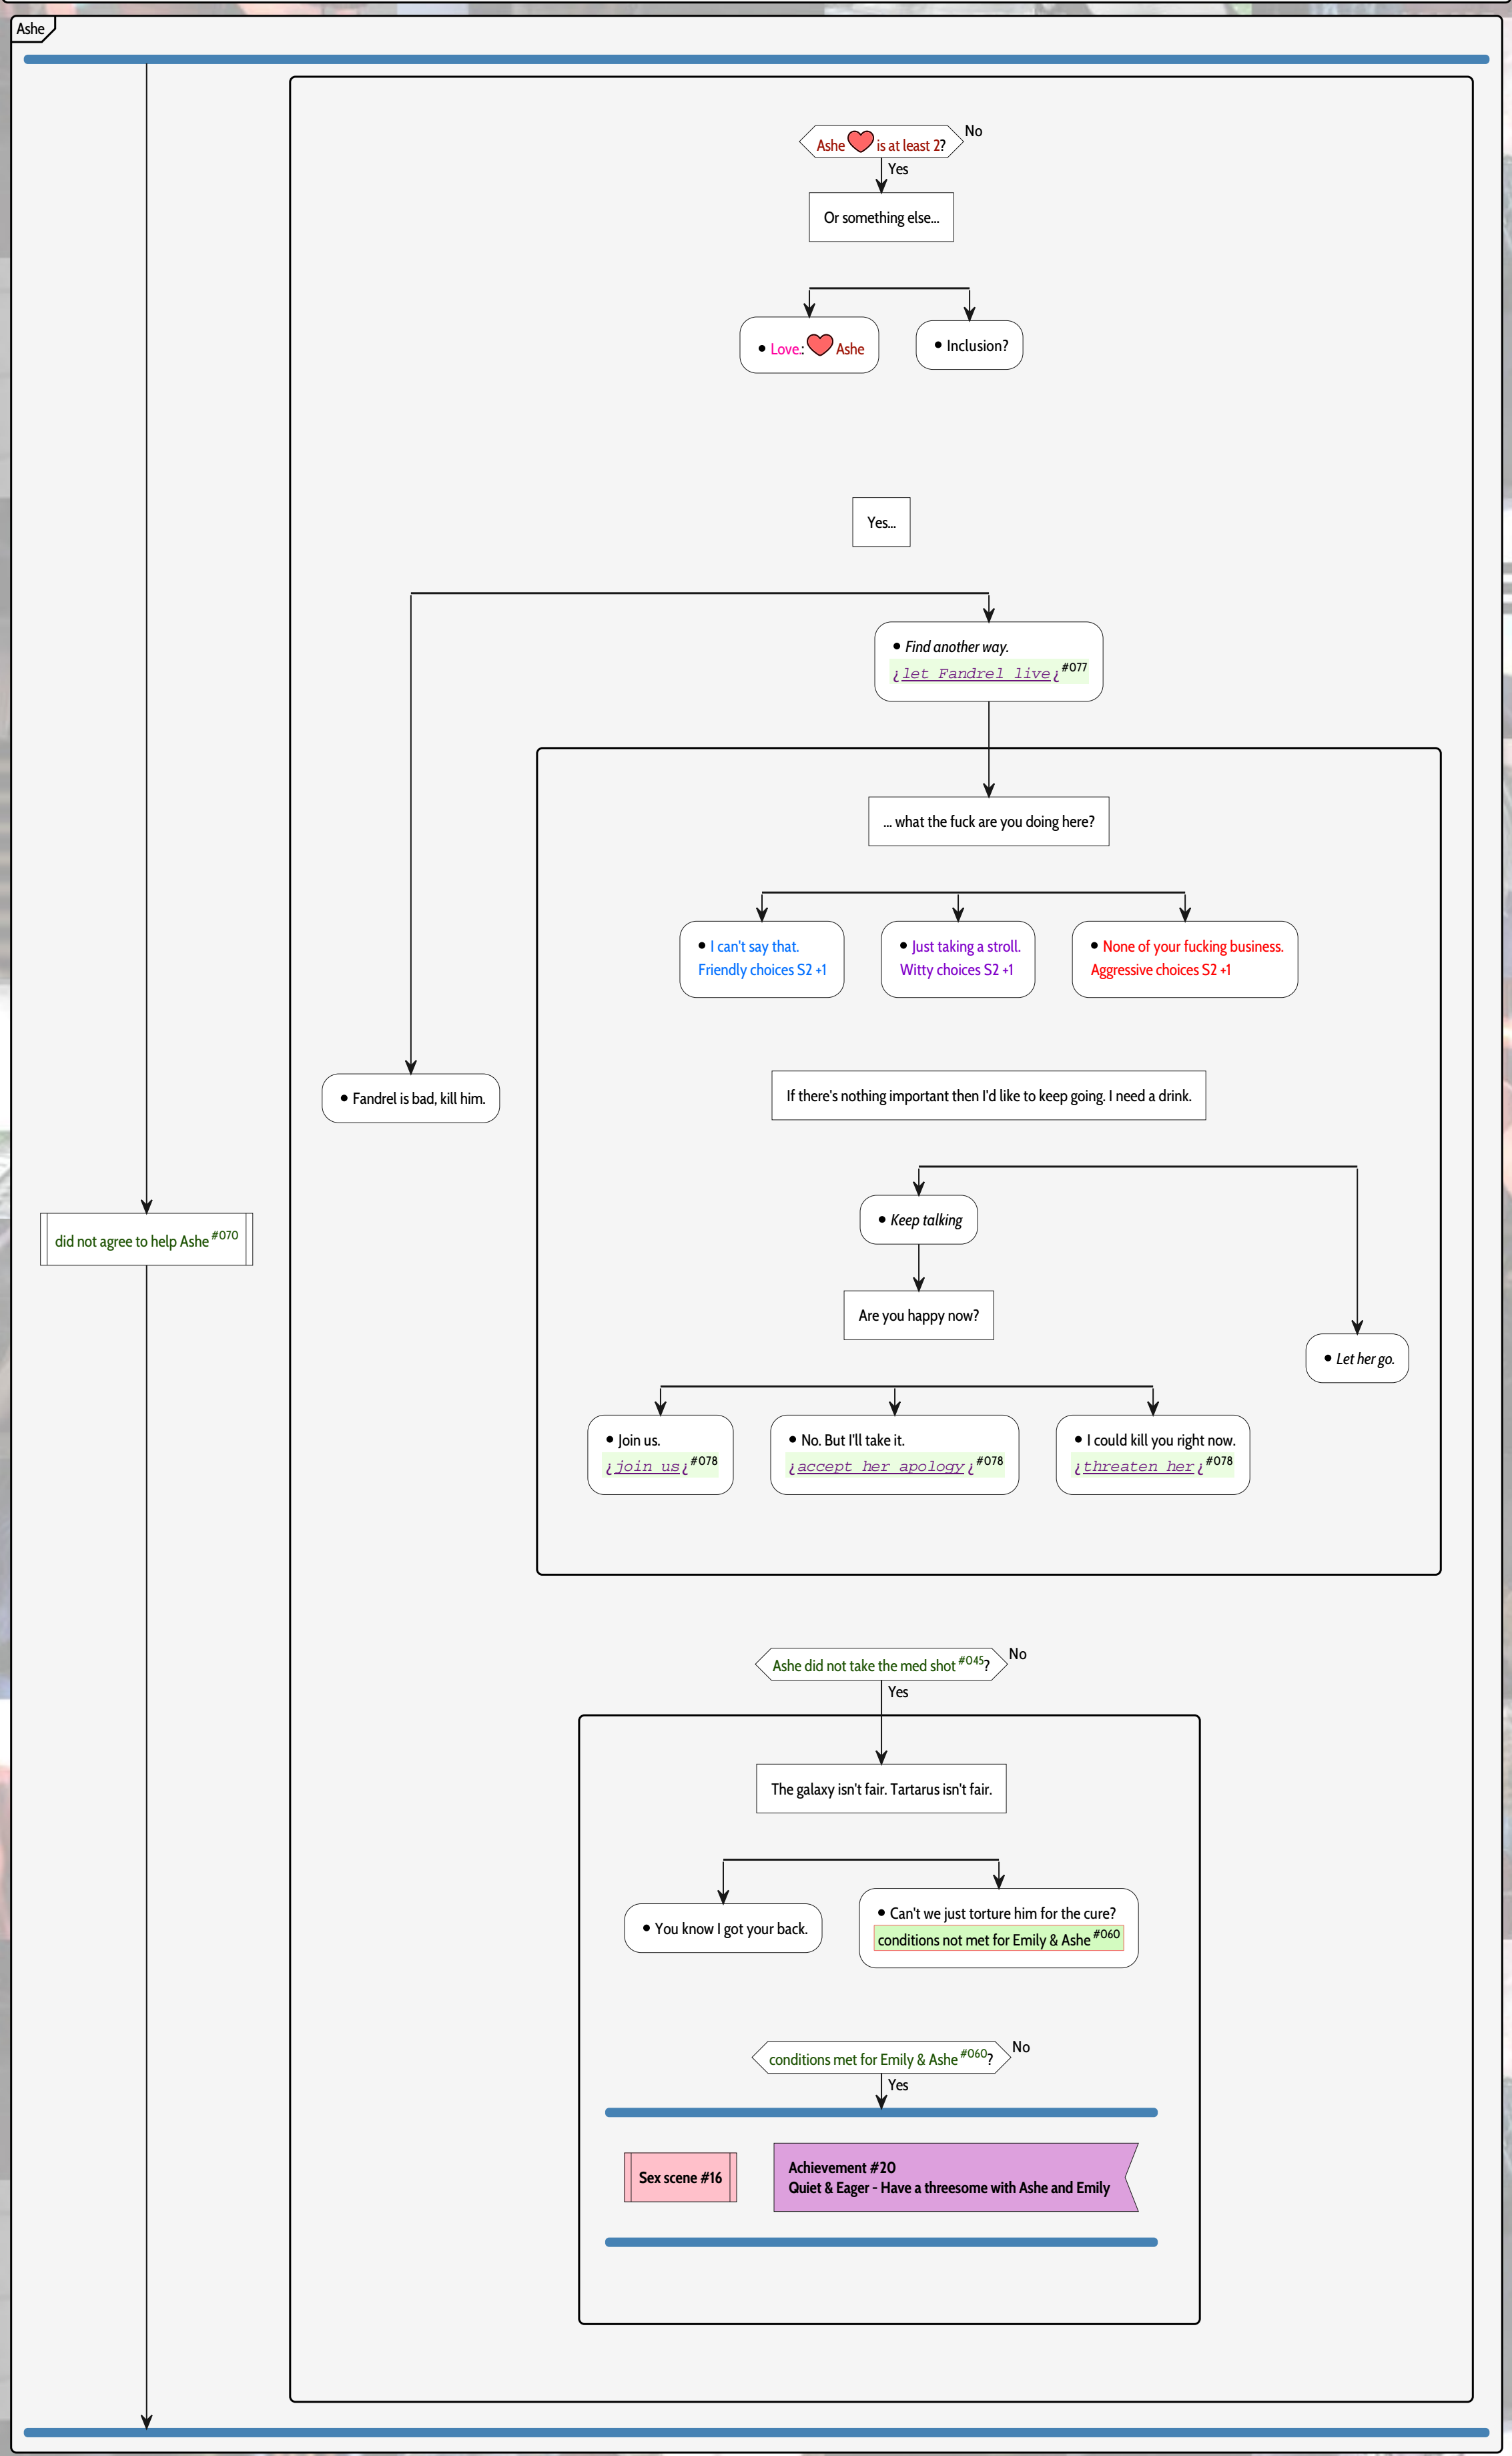 Ashe
Ashe is at least 2?
No
Yes
Or something else...
• Love.: Ashe
• Inclusion?
Yes...
• Find another way.
¿let Fandrel live¿#077
... what the fuck are you doing here?
• I can't say that.
Friendly choices S2 +1
• Just taking a stroll.
Witty choices S2 +1
• None of your fucking business.
Aggressive choices S2 +1
• Fandrel is bad, kill him.
If there's nothing important then I'd like to keep going. I need a drink.
• Keep talking
did not agree to help Ashe #070
Are you happy now?
• Let her go.
• Join us.
¿join us¿#078
• No. But I'll take it.
¿accept her apology¿#078
• I could kill you right now.
¿threaten her¿#078
Ashe did not take the med shot #045?
No
Yes
The galaxy isn't fair. Tartarus isn't fair.
• You know I got your back.
• Can't we just torture him for the cure?
conditions not met for Emily & Ashe #060
conditions met for Emily & Ashe #060?
No
Yes
Sex scene #16
Achievement #20
Quiet & Eager - Have a threesome with Ashe and Emily